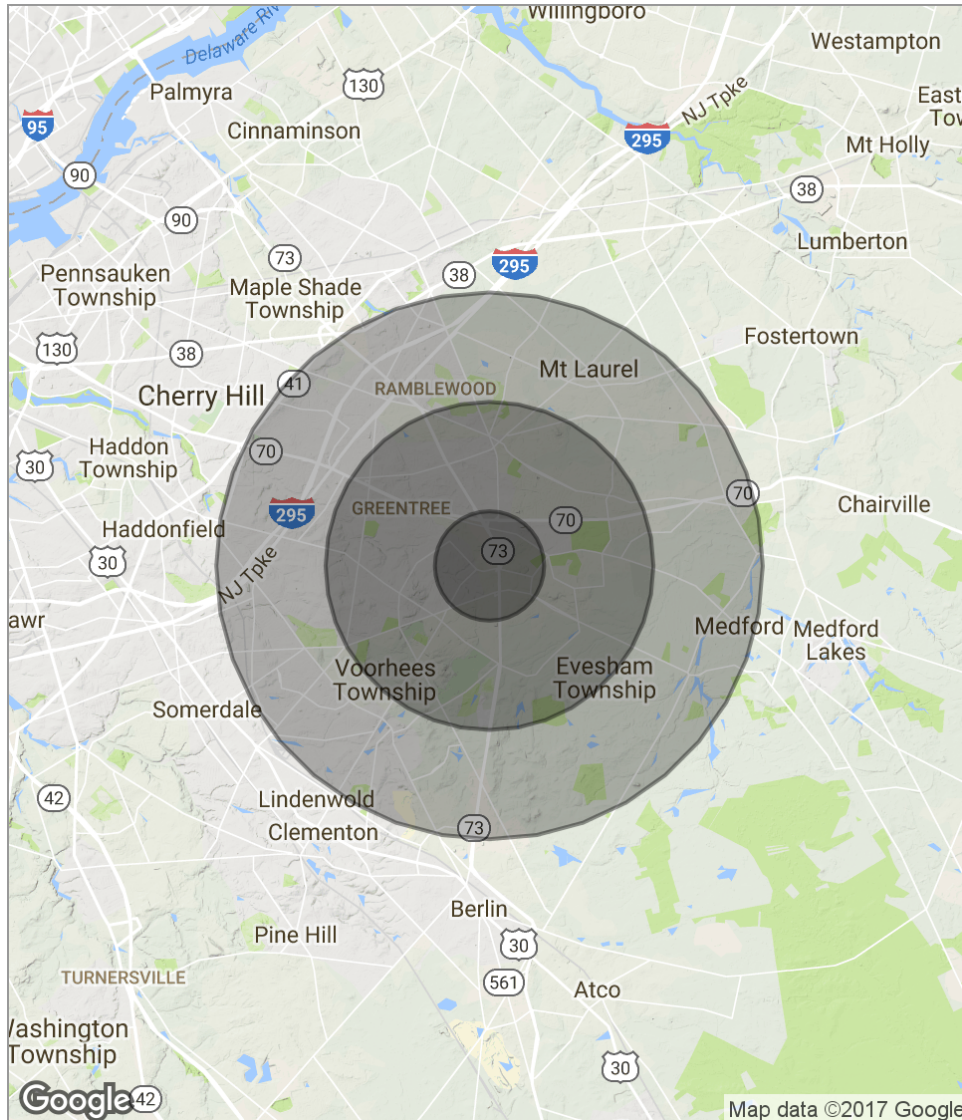 Willingboro
Westampton
Delaware Riv
Palmyra
130
NJ Tpke
East
Tow
95
Cinnaminson
295
Mt Holly
90
38
90
Lumberton
73
38
295
Pennsauken
Township
Maple Shade
Township
Fostertown
130
38
Mt Laurel
41
RAMBLEWOOD
Cherry Hill
70
Haddon
Township
30
70
GREENTREE
Chairville
295
70
Haddonfield
73
30
NJ Tpke
awr
Medford
Medford
Lakes
Voorhees
Township
Evesham
Township
Somerdale
42
Lindenwold
73
Clementon
Berlin
Pine Hill
30
TURNERSVILLE
561
Atco
Washington
Township
30
Google
42
Map data ©2017 Google